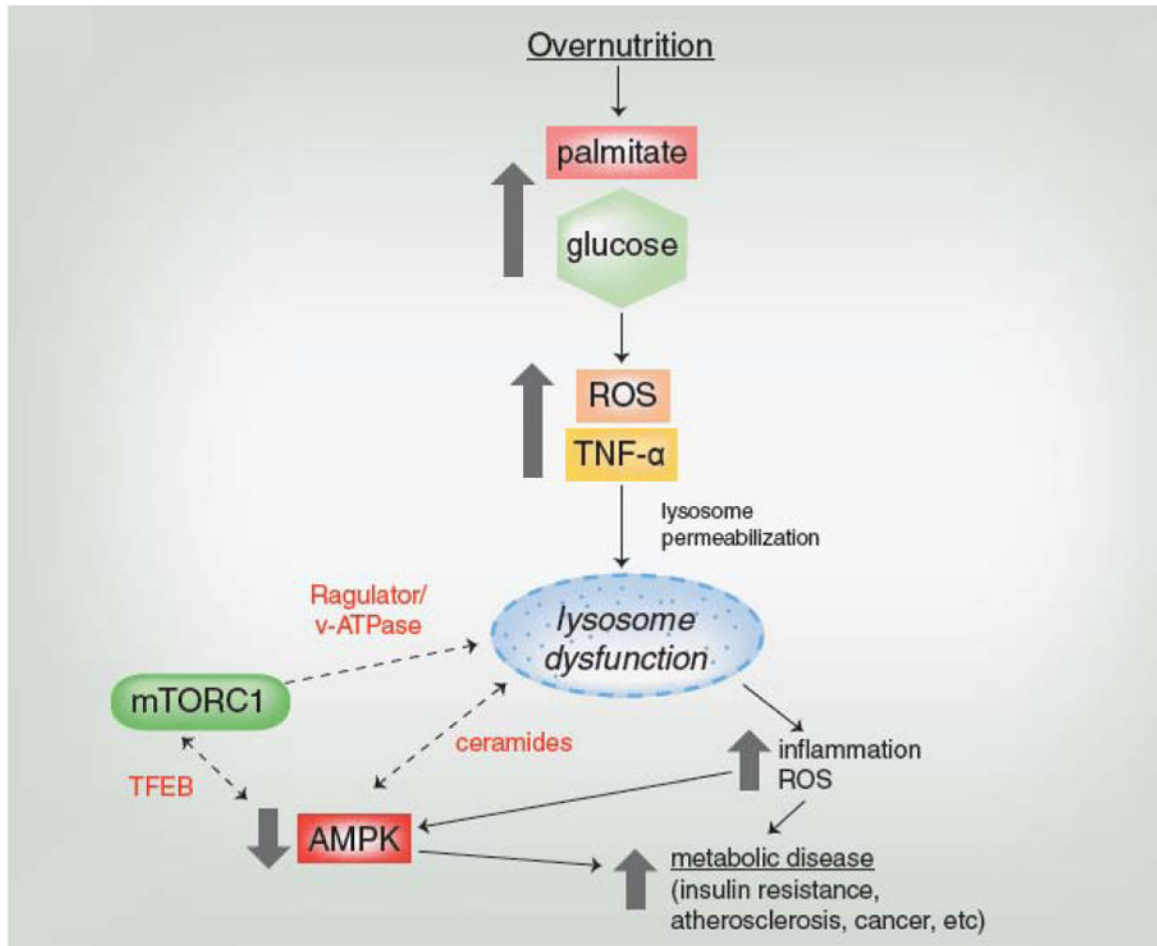 Overnutrition
palmitate
glucose
ROS
TNF-α
lysosome
permeabilization
Ragulator/
v-ATPase
lysosome
dysfunction
mTORC1
ceramides
TFEB
inflammation
ROS
AMPK
metabolic disease
(insulin resistance,
atherosclerosis, cancer, etc)